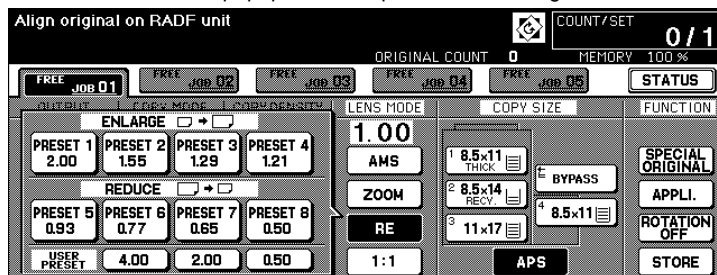 Align original on RADF unit
COUNT/SET
0/1
ORIGINAL COUNT 0 MEMORY 100%
FREE JOB 01
FREE JOB 02
FREE JOB 03
FREE JOB 04
FREE JOB 05
STATUS
OUTPUT COPY MODE COPY DENSITY
LENS MODE
COPY SIZE
FUNCTION
ENLARGE
PRESET 1 2.00
PRESET 2 1.55
PRESET 3 1.29
PRESET 4 1.21
REDUCE
PRESET 5 0.93
PRESET 6 0.77
PRESET 7 0.65
PRESET 8 0.50
USER PRESET
4.00
2.00
0.50
1.00
AMS
ZOOM
RE
1:1
1 8.5x11 THICK
2 8.5x14 RECY.
3 11x17
BYPASS
4 8.5x11
APS
SPECIAL ORIGINAL
APPLI.
ROTATION OFF
STORE